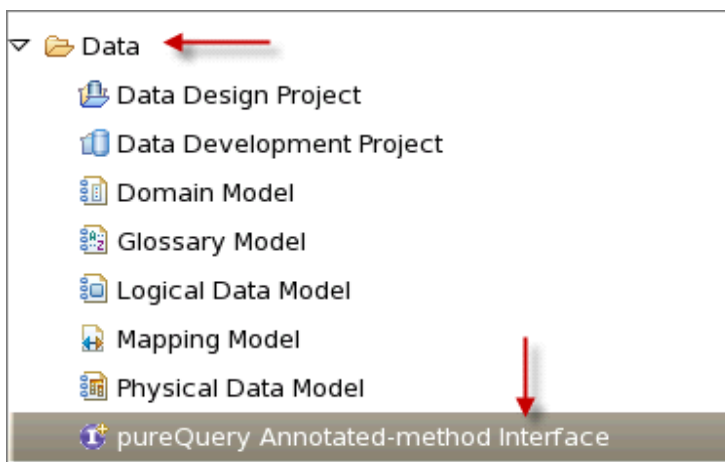 Data
Data Design Project
Data Development Project
Domain Model
Glossary Model
Logical Data Model
Mapping Model
Physical Data Model
pureQuery Annotated-method Interface